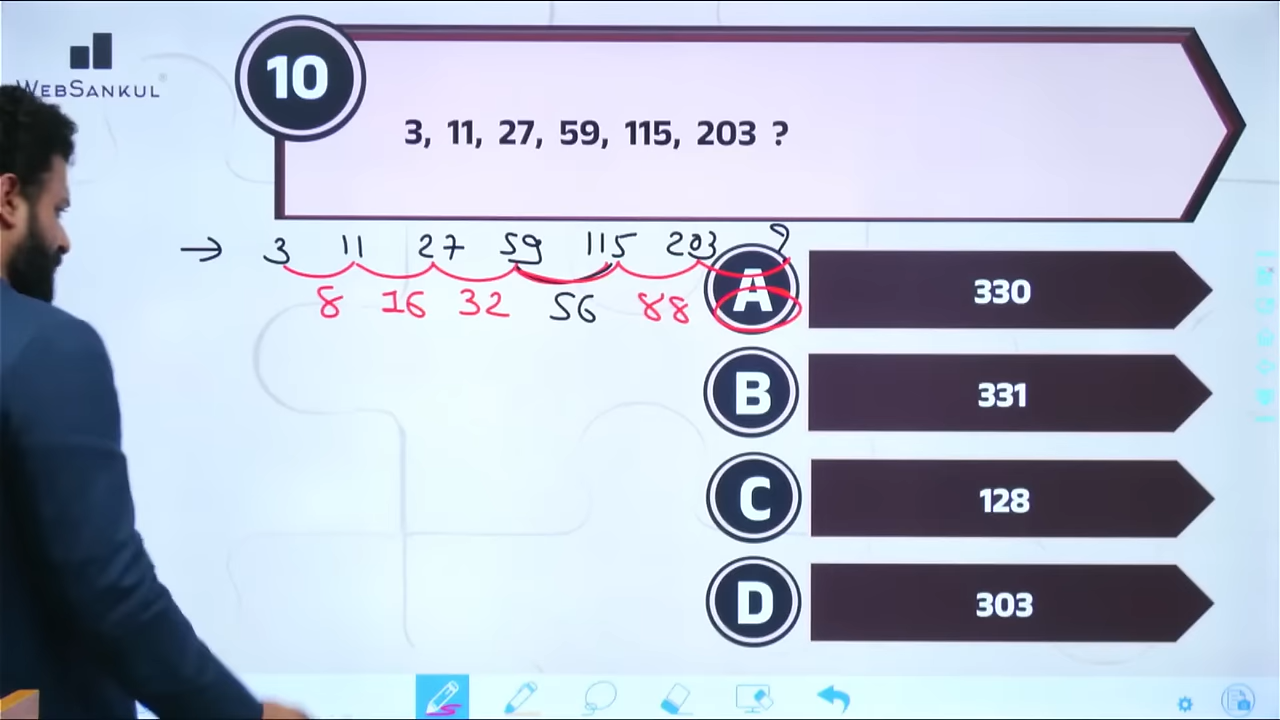 WEBSANKUL
10
3, 11, 27, 59, 115, 203 ?
→ 3 11 27 59 115 203 ?
8 16 32 56 88
A 330
B 331
C 128
D 303